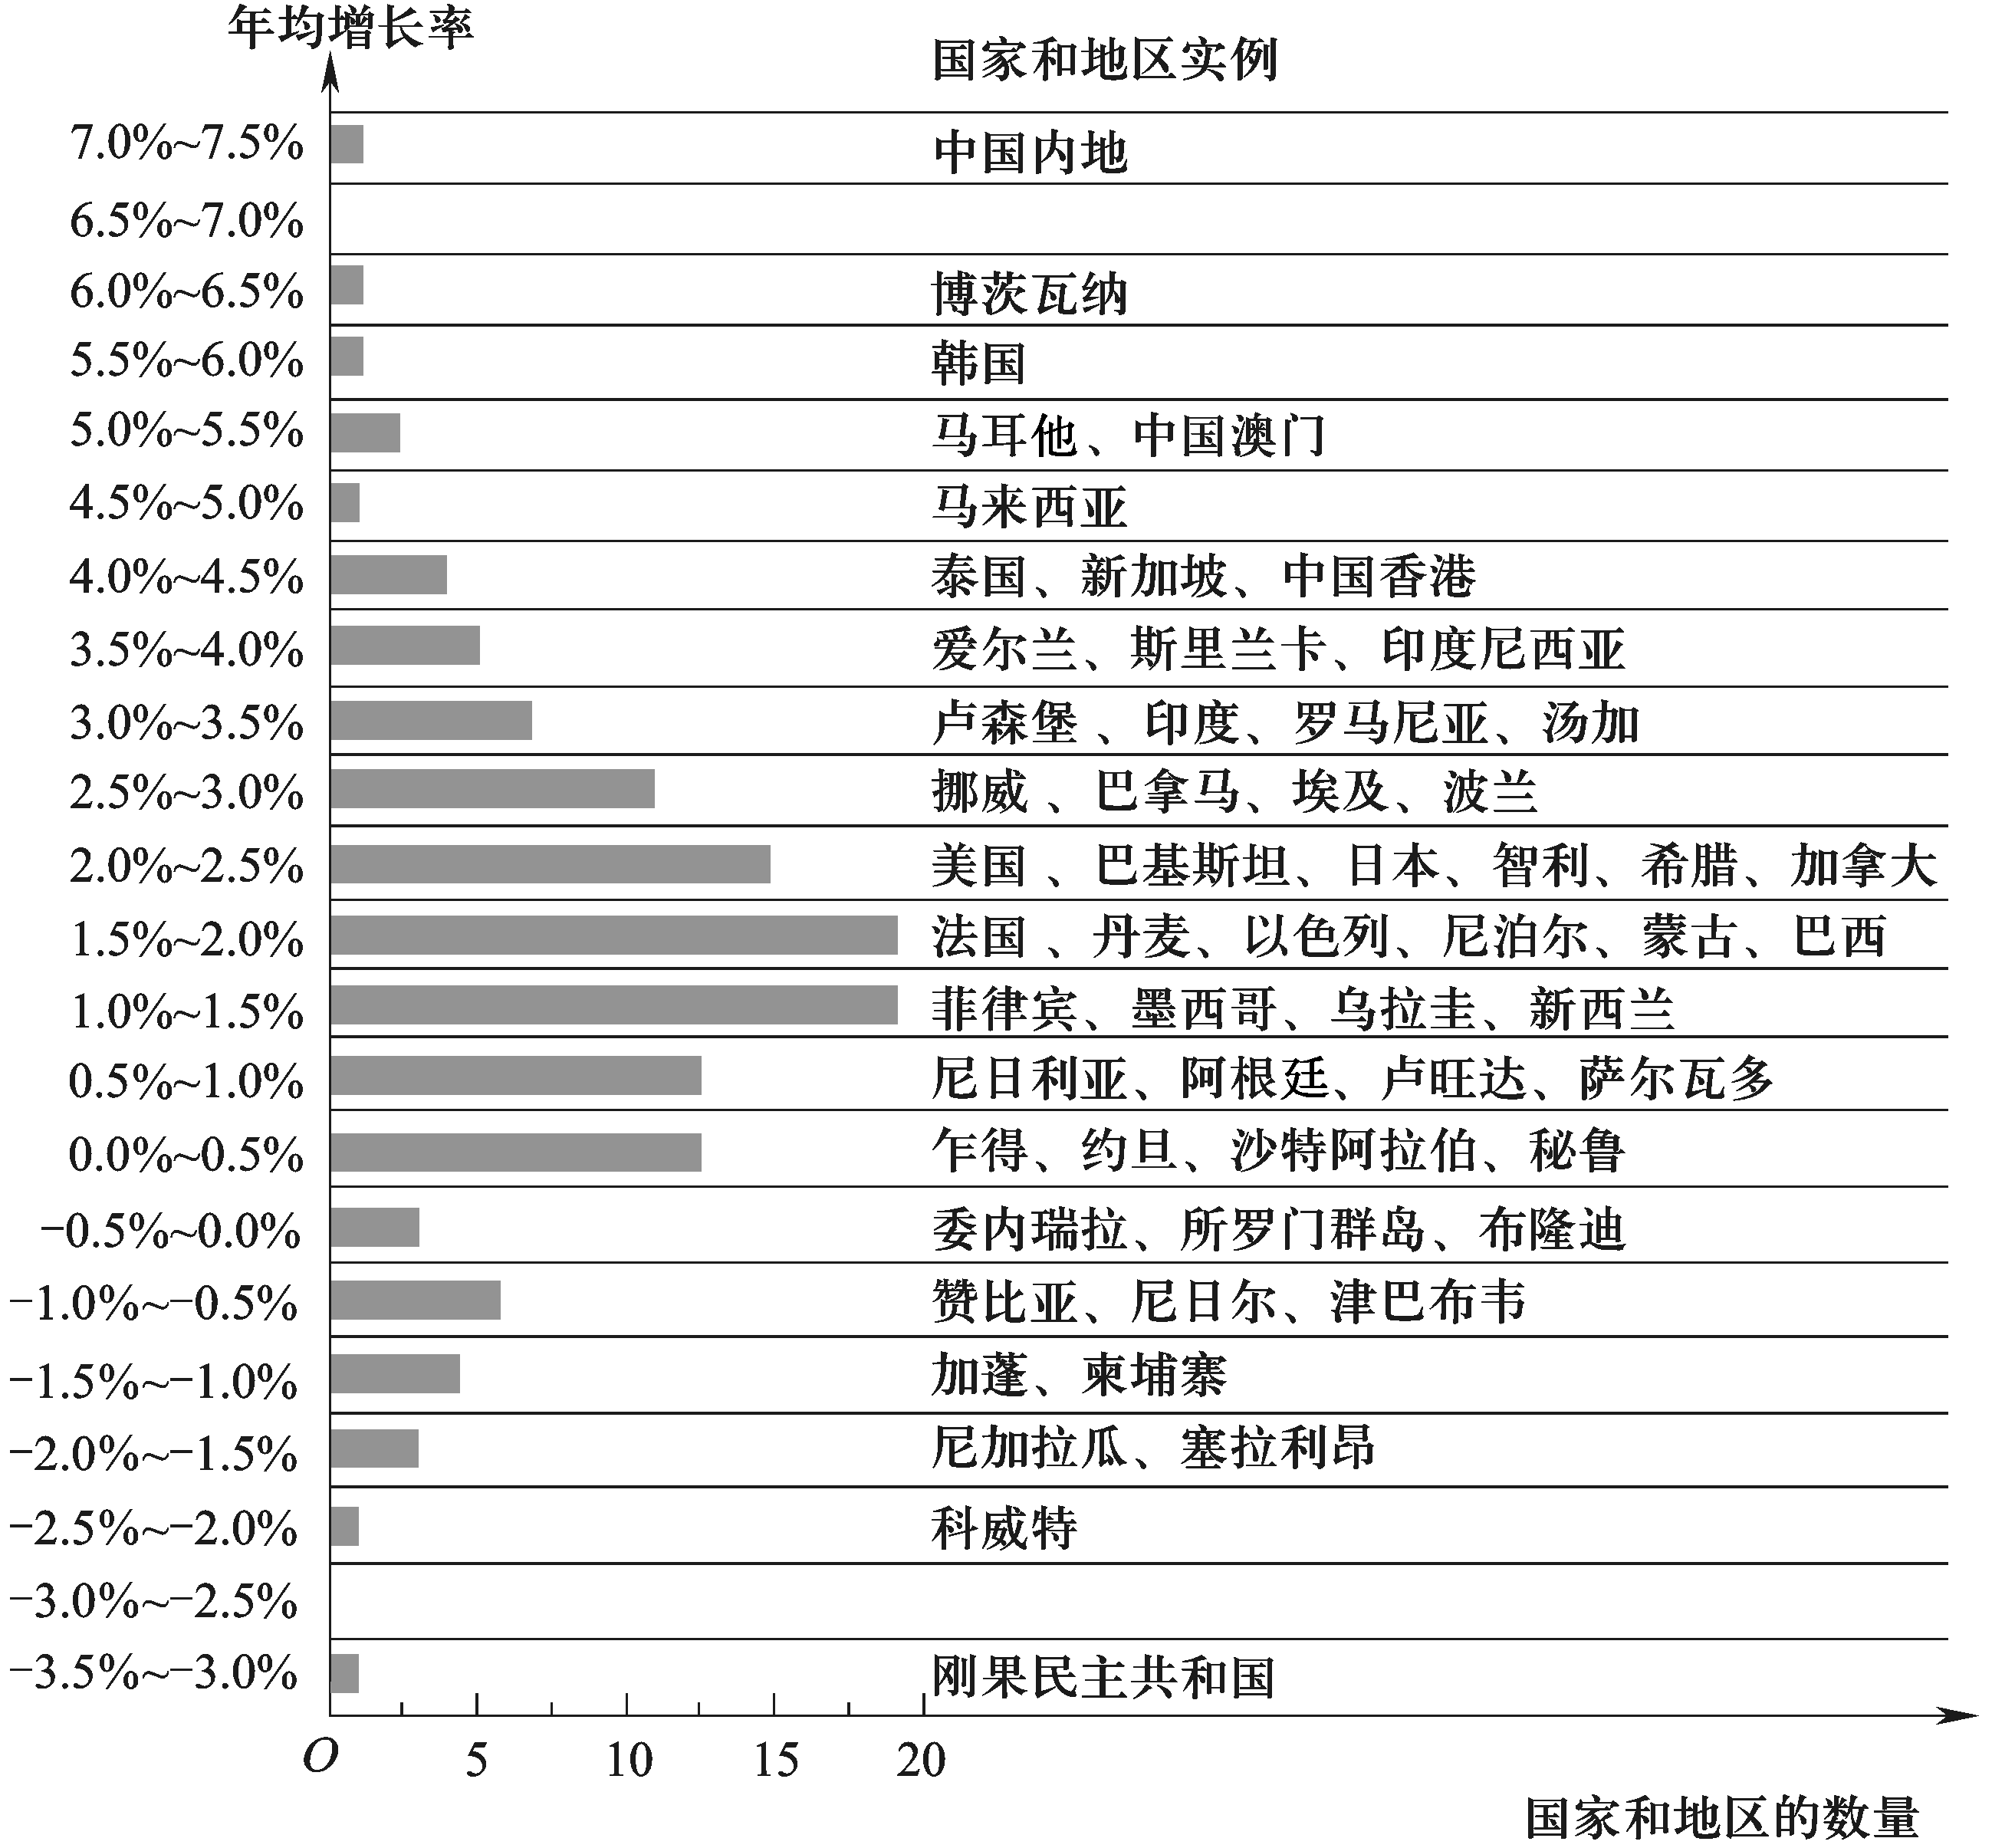 年均增长率
国家和地区实例
7.0%~7.5% 中国内地
6.5%~7.0%
6.0%~6.5% 博茨瓦纳
5.5%~6.0% 韩国
5.0%~5.5% 马耳他、中国澳门
4.5%~5.0% 马来西亚
4.0%~4.5% 泰国、新加坡、中国香港
3.5%~4.0% 爱尔兰、斯里兰卡、印度尼西亚
3.0%~3.5% 卢森堡、印度、罗马尼亚、汤加
2.5%~3.0% 挪威、巴拿马、埃及、波兰
2.0%~2.5% 美国、巴基斯坦、日本、智利、希腊、加拿大
1.5%~2.0% 法国、丹麦、以色列、尼泊尔、蒙古、巴西
1.0%~1.5% 菲律宾、墨西哥、乌拉圭、新西兰
0.5%~1.0% 尼日利亚、阿根廷、卢旺达、萨尔瓦多
0.0%~0.5% 乍得、约旦、沙特阿拉伯、秘鲁
−0.5%~0.0% 委内瑞拉、所罗门群岛、布隆迪
−1.0%~−0.5% 赞比亚、尼日尔、津巴布韦
−1.5%~−1.0% 加蓬、柬埔寨
−2.0%~−1.5% 尼加拉瓜、塞拉利昂
−2.5%~−2.0% 科威特
−3.0%~−2.5%
−3.5%~−3.0% 刚果民主共和国
O 5 10 15 20
国家和地区的数量